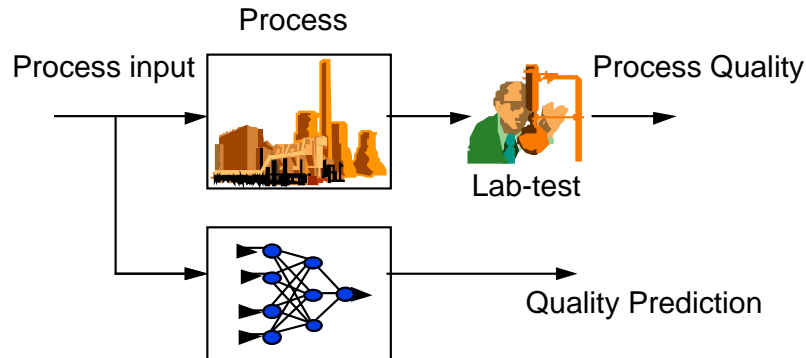 Process
Process input
Process Quality
Lab-test
Quality Prediction